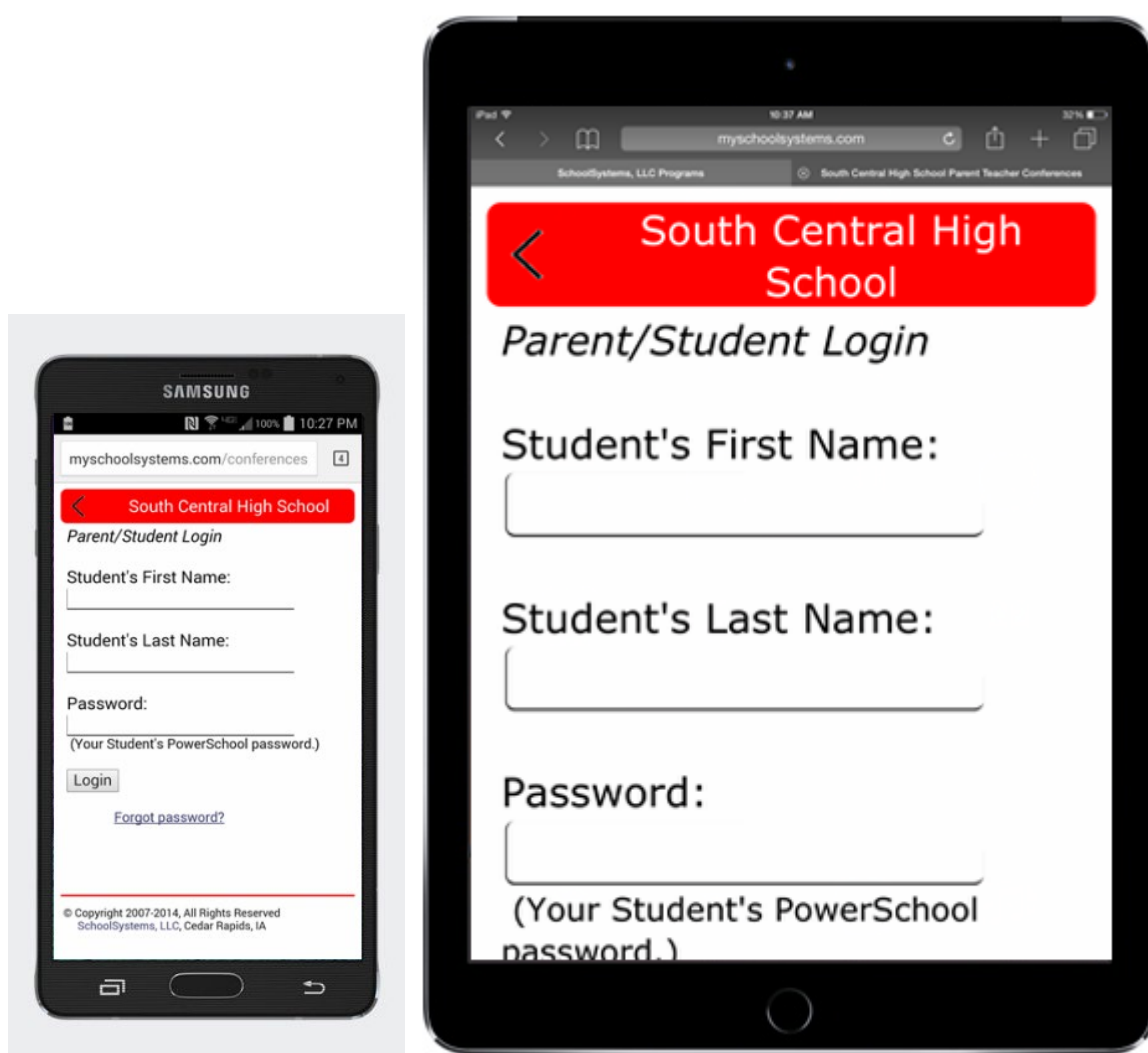 SAMSUNG
4G LTE 100% 10:27 PM
myschoolsystems.com/conferences 4
South Central High School
Parent/Student Login
Student's First Name:
Student's Last Name:
Password:
(Your Student's PowerSchool password.)
Login
Forgot password?
© Copyright 2007-2014, All Rights Reserved
SchoolSystems, LLC, Cedar Rapids, IA
iPad 10:37 AM 32%
myschoolsystems.com
SchoolSystems, LLC Programs South Central High School Parent Teacher Conferences
South Central High
School
Parent/Student Login
Student's First Name:
Student's Last Name:
Password:
(Your Student's PowerSchool
password.)